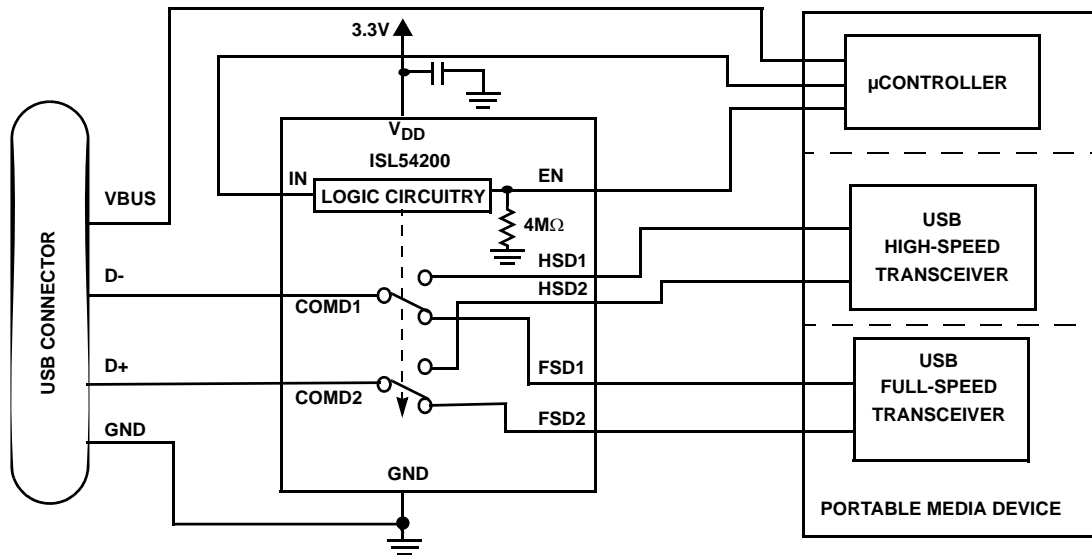 3.3V
µCONTROLLER
VDD
ISL54200
IN
LOGIC CIRCUITRY
EN
4MΩ
USB CONNECTOR
VBUS
D-
D+
GND
COMD1
COMD2
HSD1
HSD2
FSD1
FSD2
GND
USB
HIGH-SPEED
TRANSCEIVER
USB
FULL-SPEED
TRANSCEIVER
PORTABLE MEDIA DEVICE